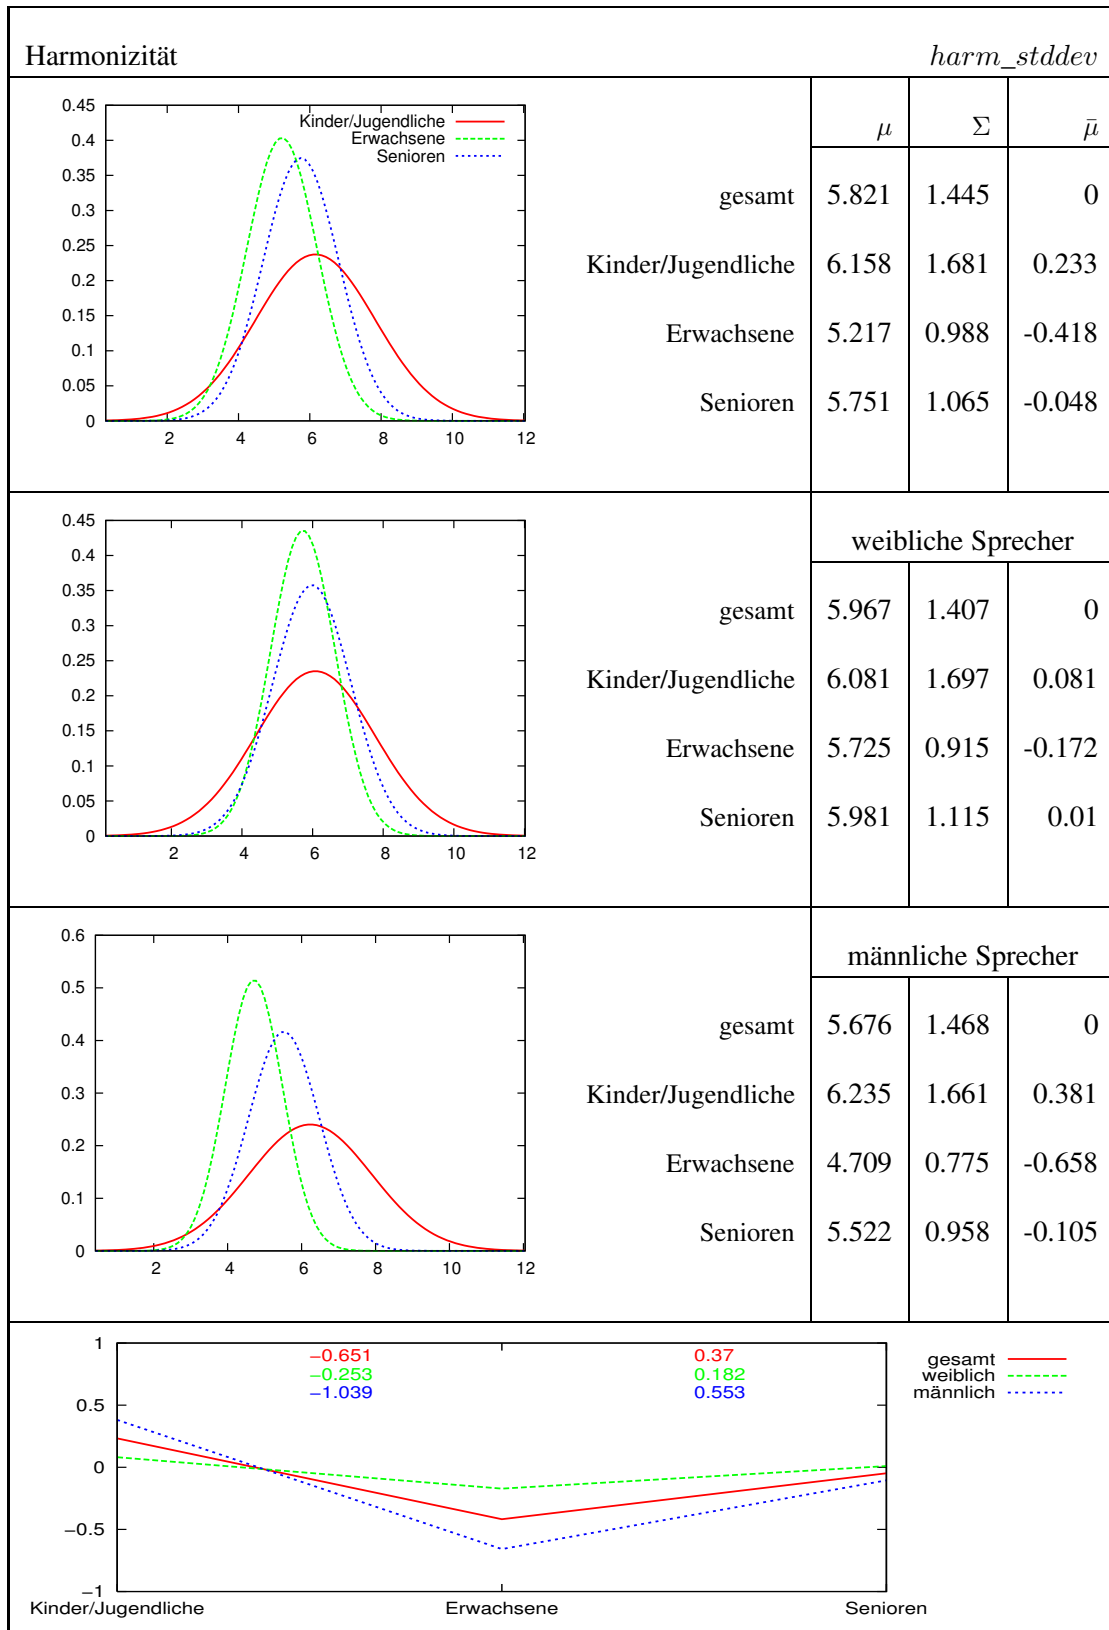 Harmonizität harm_stddev
0.45
0.4
0.35
0.3
0.25
0.2
0.15
0.1
0.05
0
2 4 6 8 10 12
Kinder/Jugendliche
Erwachsene
Senioren
μ Σ μ̄
gesamt 5.821 1.445 0
Kinder/Jugendliche 6.158 1.681 0.233
Erwachsene 5.217 0.988 -0.418
Senioren 5.751 1.065 -0.048
0.45
0.4
0.35
0.3
0.25
0.2
0.15
0.1
0.05
0
2 4 6 8 10 12
weibliche Sprecher
gesamt 5.967 1.407 0
Kinder/Jugendliche 6.081 1.697 0.081
Erwachsene 5.725 0.915 -0.172
Senioren 5.981 1.115 0.01
0.6
0.5
0.4
0.3
0.2
0.1
0
2 4 6 8 10 12
männliche Sprecher
gesamt 5.676 1.468 0
Kinder/Jugendliche 6.235 1.661 0.381
Erwachsene 4.709 0.775 -0.658
Senioren 5.522 0.958 -0.105
1
0.5
0
−0.5
−1
−0.651 0.37
−0.253 0.182
−1.039 0.553
gesamt
weiblich
männlich
Kinder/Jugendliche Erwachsene Senioren